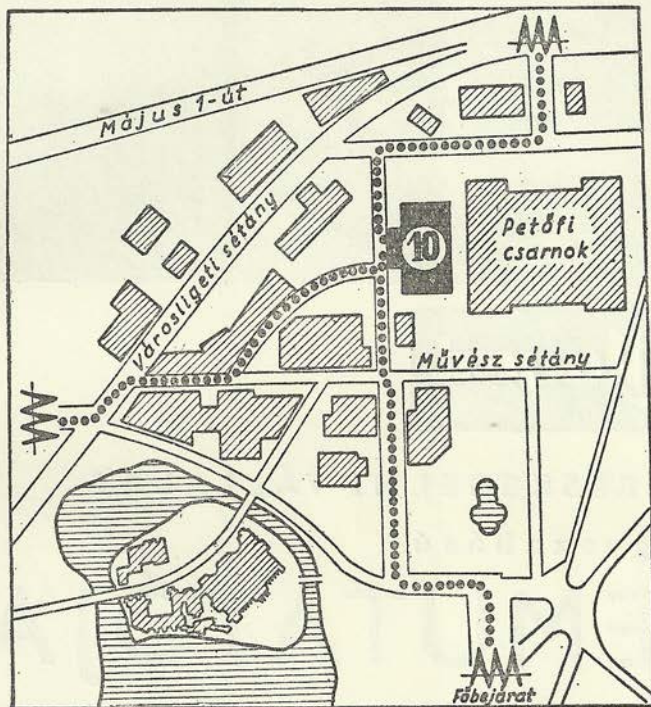 Május 1-út
Városligeti sétány
10
Petőfi
csarnok
Művész sétány
Főbejárat